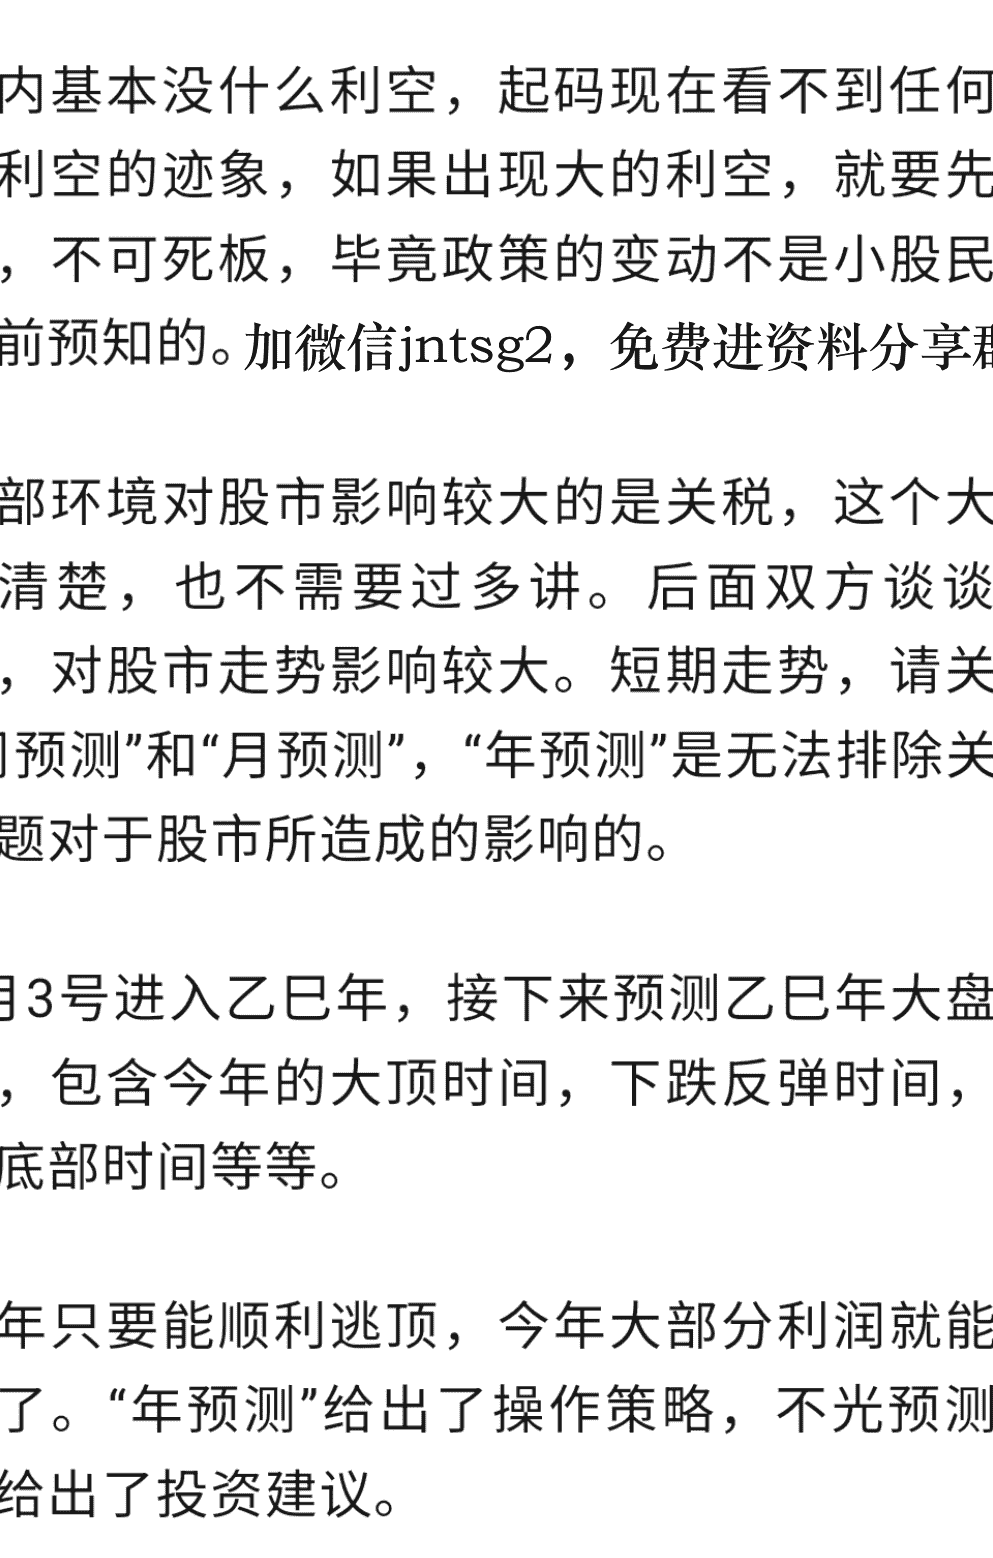 内基本没什么利空，起码现在看不到任何
利空的迹象，如果出现大的利空，就要先
，不可死板，毕竟政策的变动不是小股民
前预知的。加微信jntsg2，免费进资料分享群
部环境对股市影响较大的是关税，这个大
清楚，也不需要过多讲。后面双方谈谈
，对股市走势影响较大。短期走势，请关
预测”和“月预测”，“年预测”是无法排除关
题对于股市所造成的影响的。
月3号进入乙巳年，接下来预测乙巳年大盘
，包含今年的大顶时间，下跌反弹时间，
底部时间等等。
年只要能顺利逃顶，今年大部分利润就能
了。“年预测”给出了操作策略，不光预测
给出了投资建议。